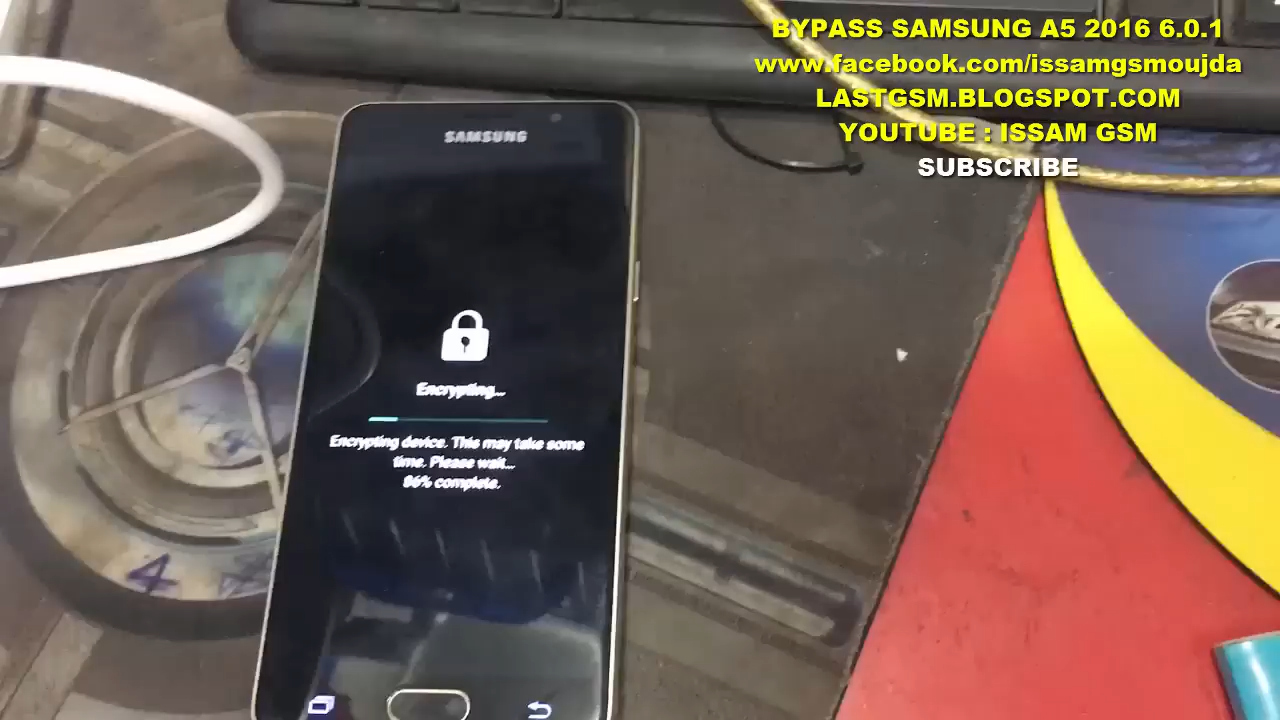 BYPASS SAMSUNG A5 2016 6.0.1
www.facebook.com/issamgsmoujda
LASTGSM.BLOGSPOT.COM
YOUTUBE : ISSAM GSM
SUBSCRIBE
SAMSUNG
Encrypting...
Encrypting device. This may take some
time. Please wait...
86% complete.
4